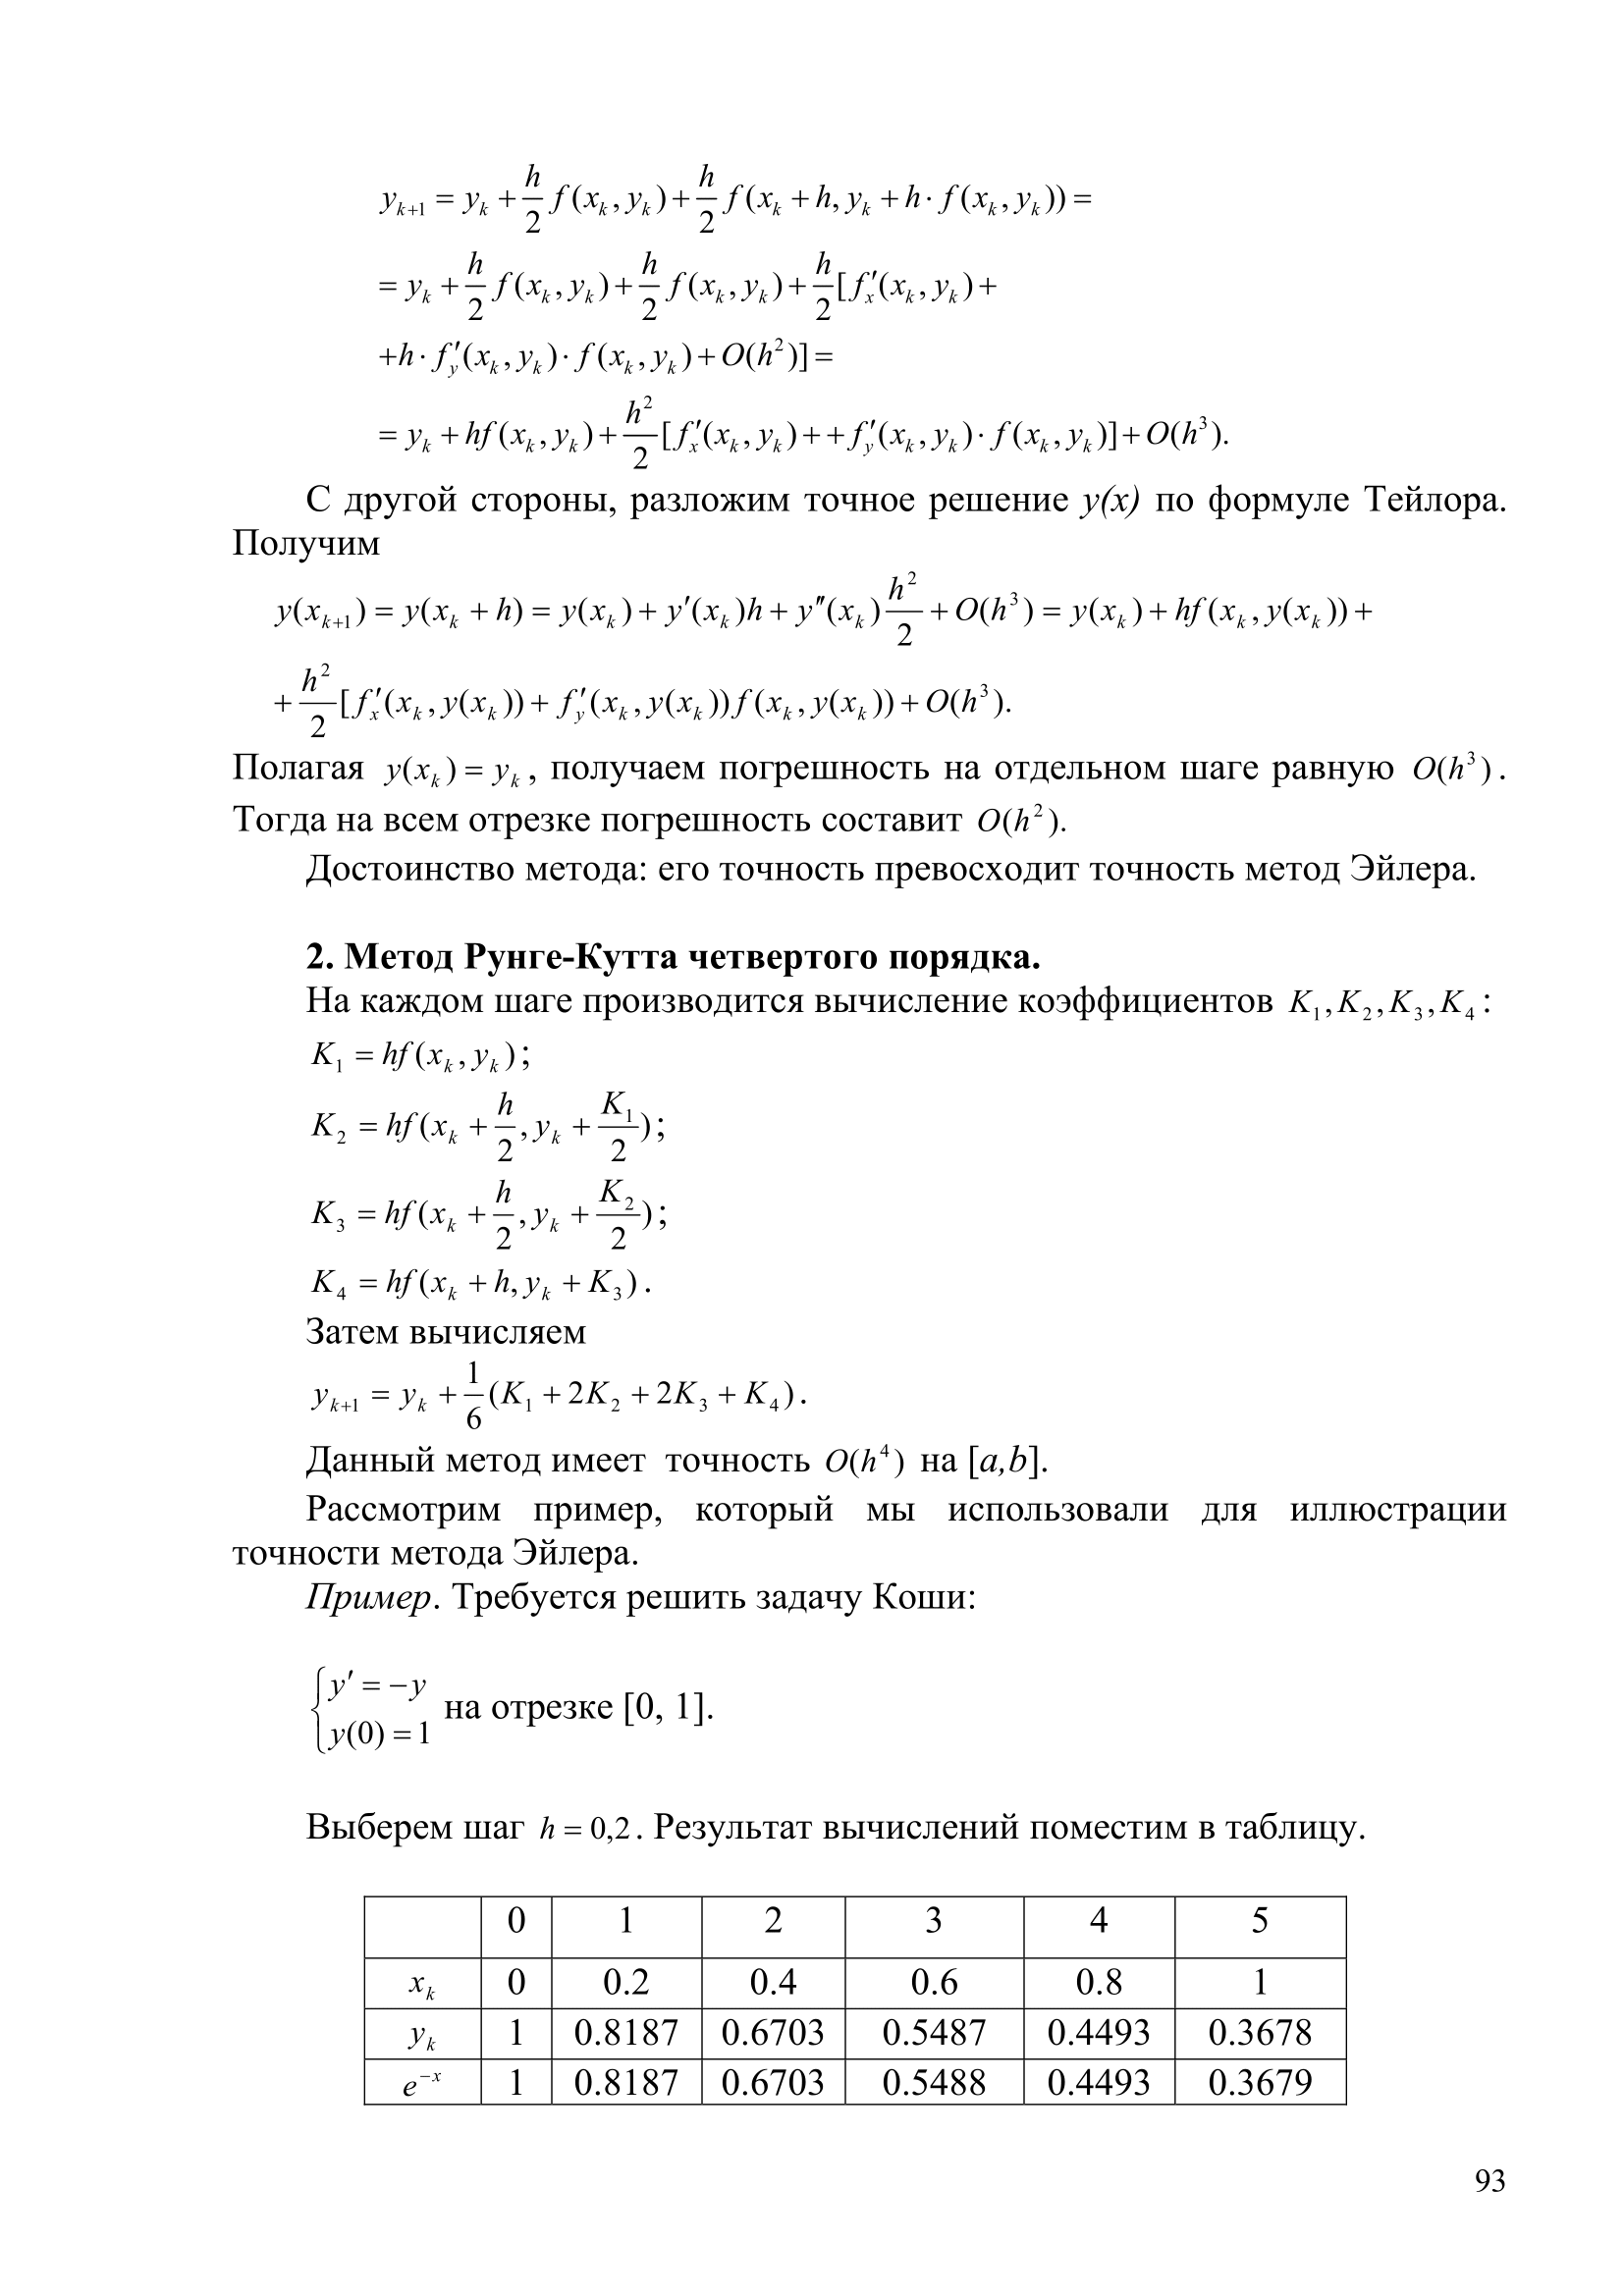 y_{k+1} = y_k + \frac{h}{2} f(x_k, y_k) + \frac{h}{2} f(x_k + h, y_k + h \cdot f(x_k, y_k)) =
= y_k + \frac{h}{2} f(x_k, y_k) + \frac{h}{2} f(x_k, y_k) + \frac{h}{2} [f'_x(x_k, y_k) +
+h \cdot f'_y(x_k, y_k) \cdot f(x_k, y_k) + O(h^2)] =
= y_k + hf(x_k, y_k) + \frac{h^2}{2} [f'_x(x_k, y_k) + + f'_y(x_k, y_k) \cdot f(x_k, y_k)] + O(h^3).
С другой стороны, разложим точное решение y(x) по формуле Тейлора.
Получим
y(x_{k+1}) = y(x_k + h) = y(x_k) + y'(x_k)h + y''(x_k) \frac{h^2}{2} + O(h^3) = y(x_k) + hf(x_k, y(x_k)) +
+ \frac{h^2}{2} [f'_x(x_k, y(x_k)) + f'_y(x_k, y(x_k)) f(x_k, y(x_k)) + O(h^3).
Полагая y(x_k) = y_k, получаем погрешность на отдельном шаге равную O(h^3).
Тогда на всем отрезке погрешность составит O(h^2).
Достоинство метода: его точность превосходит точность метод Эйлера.
2. Метод Рунге-Кутта четвертого порядка.
На каждом шаге производится вычисление коэффициентов K_1, K_2, K_3, K_4:
K_1 = hf(x_k, y_k);
K_2 = hf(x_k + \frac{h}{2}, y_k + \frac{K_1}{2});
K_3 = hf(x_k + \frac{h}{2}, y_k + \frac{K_2}{2});
K_4 = hf(x_k + h, y_k + K_3).
Затем вычисляем
y_{k+1} = y_k + \frac{1}{6}(K_1 + 2K_2 + 2K_3 + K_4).
Данный метод имеет точность O(h^4) на [a,b].
Рассмотрим пример, который мы использовали для иллюстрации
точности метода Эйлера.
Пример. Требуется решить задачу Коши:
\begin{cases} y' = -y \\ y(0) = 1 \end{cases} на отрезке [0, 1].
Выберем шаг h = 0,2. Результат вычислений поместим в таблицу.
0 1 2 3 4 5
x_k 0 0.2 0.4 0.6 0.8 1
y_k 1 0.8187 0.6703 0.5487 0.4493 0.3678
e^{-x} 1 0.8187 0.6703 0.5488 0.4493 0.3679
93